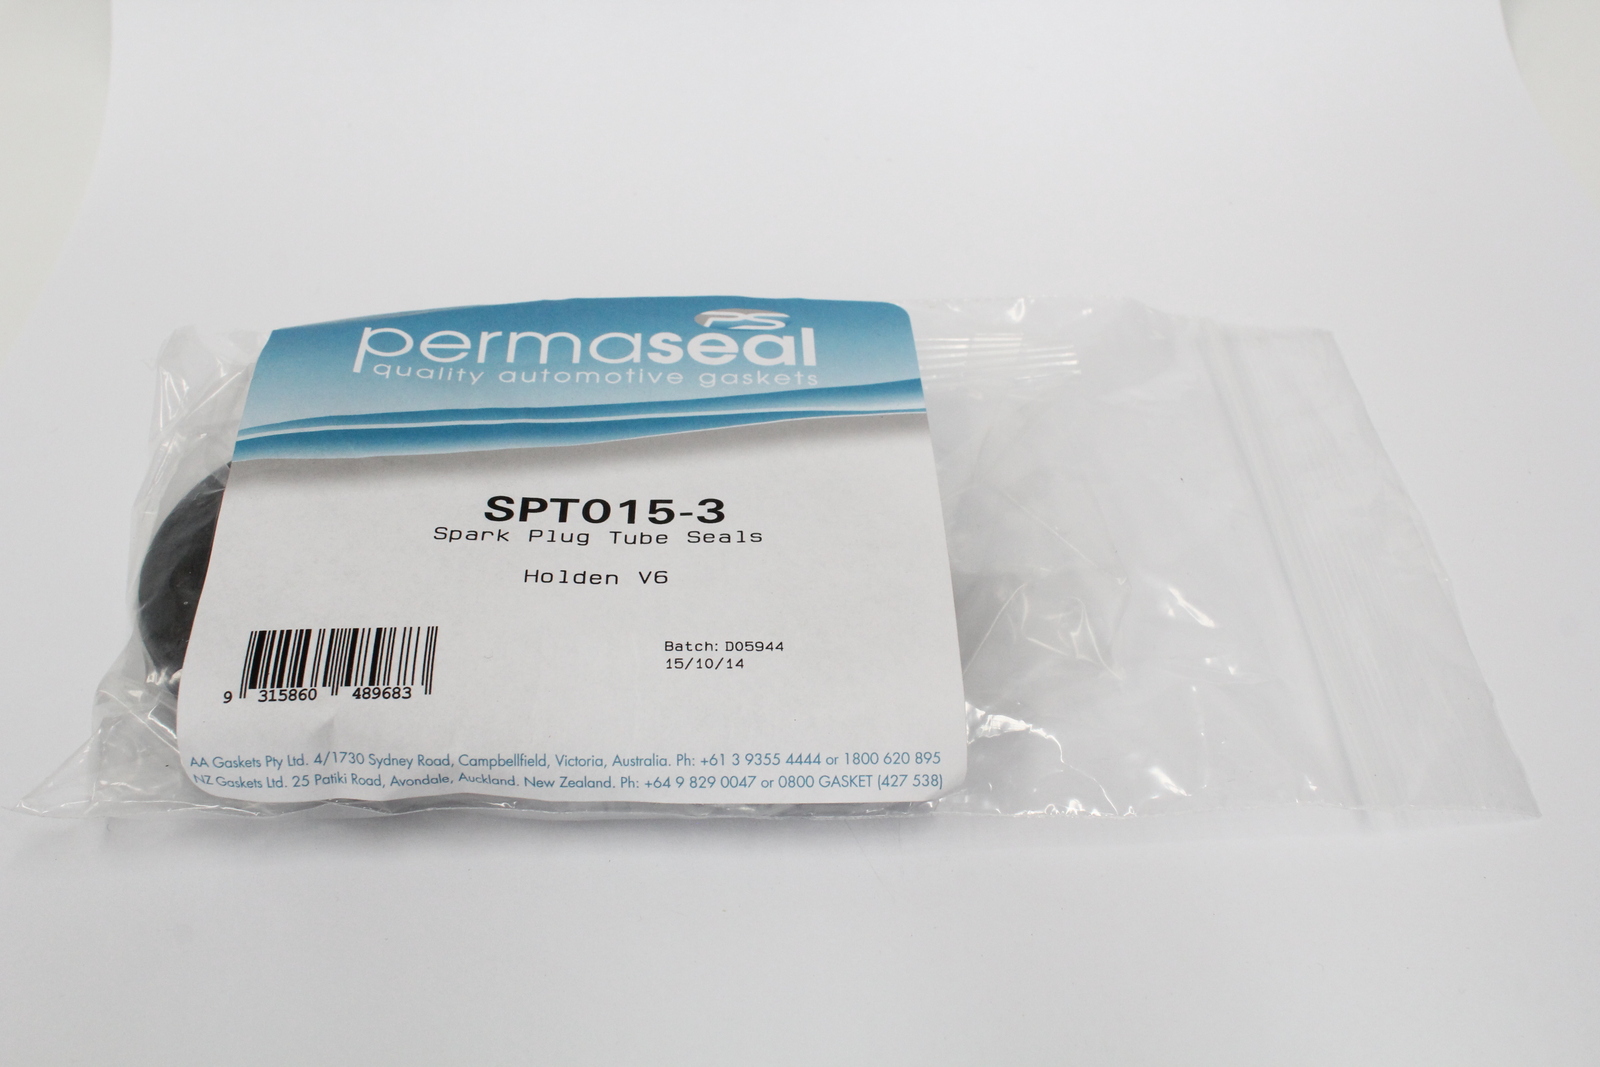 PS
permaseal
quality automotive gaskets
SPT015-3
Spark Plug Tube Seals
Holden V6
Batch: D05944
15/10/14
9 315860 489683
AA Gaskets Pty Ltd. 4/1730 Sydney Road, Campbellfield, Victoria, Australia. Ph: +61 3 9355 4444 or 1800 620 895
NZ Gaskets Ltd. 25 Patiki Road, Avondale, Auckland. New Zealand. Ph: +64 9 829 0047 or 0800 GASKET (427 538)